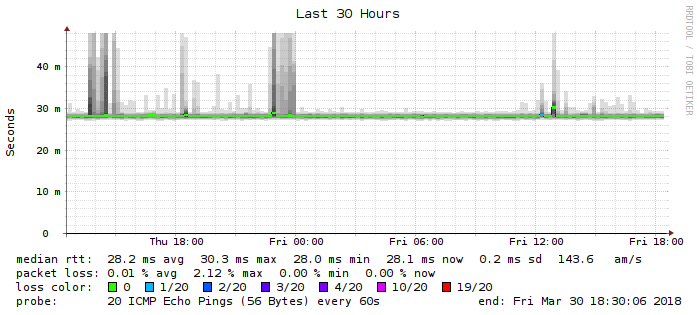 Last 30 Hours
RRDTOOL / TOBI OETIKER
Seconds
40 m
30 m
20 m
10 m
0
Thu 18:00 Fri 00:00 Fri 06:00 Fri 12:00 Fri 18:00
median rtt: 28.2 ms avg 30.3 ms max 28.0 ms min 28.1 ms now 0.2 ms sd 143.6 am/s
packet loss: 0.01 % avg 2.12 % max 0.00 % min 0.00 % now
loss color: 0 1/20 2/20 3/20 4/20 10/20 19/20
probe: 20 ICMP Echo Pings (56 Bytes) every 60s end: Fri Mar 30 18:30:06 2018